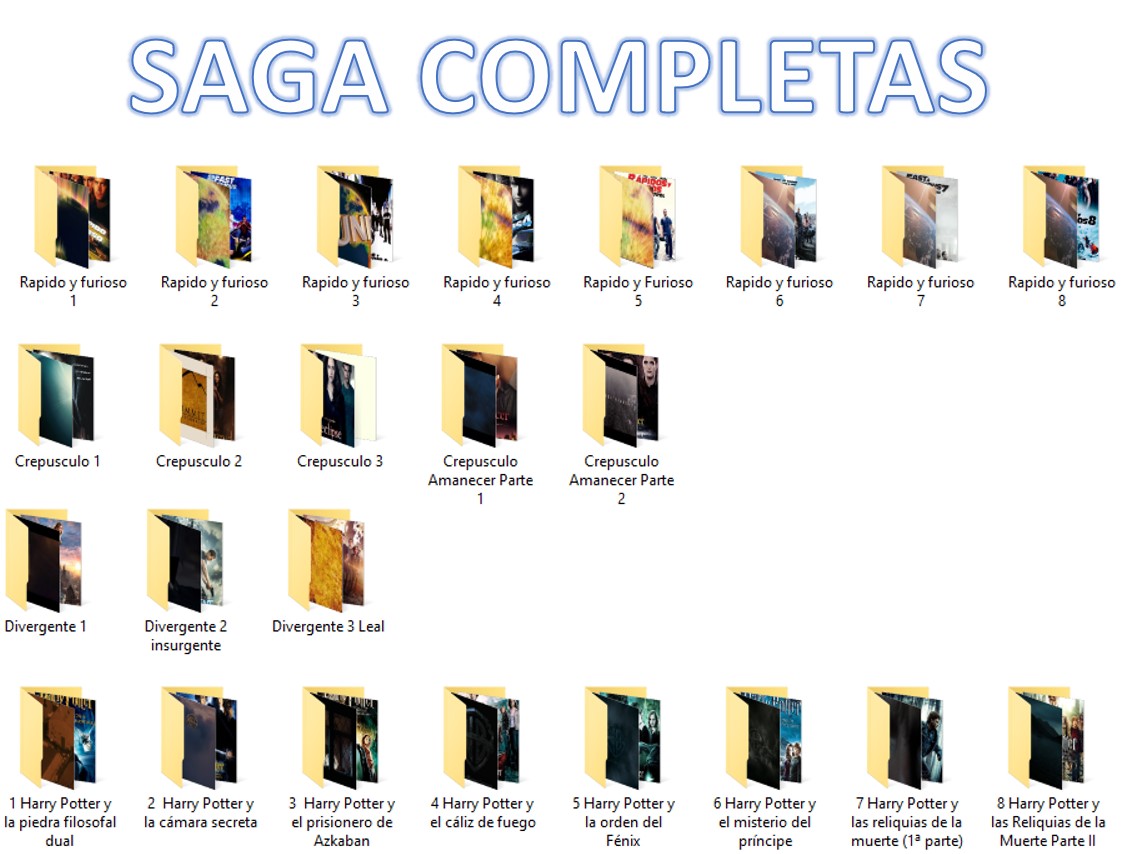 SAGA COMPLETAS
Rapido y furioso
1
Rapido y furioso
2
Rapido y furioso
3
Rapido y furioso
4
Rapido y Furioso
5
Rapido y furioso
6
Rapido y furioso
7
Rapido y furioso
8
Crepusculo 1
Crepusculo 2
Crepusculo 3
Crepusculo
Amanecer Parte
1
Crepusculo
Amanecer Parte
2
Divergente 1
Divergente 2
insurgente
Divergente 3 Leal
1 Harry Potter y
la piedra filosofal
dual
2  Harry Potter y
la cámara secreta
3  Harry Potter y
el prisionero de
Azkaban
4 Harry Potter y
el cáliz de fuego
5 Harry Potter y
la orden del
Fénix
6 Harry Potter y
el misterio del
príncipe
7 Harry Potter y
las reliquias de la
muerte (1ª parte)
8 Harry Potter y
las Reliquias de la
Muerte Parte II